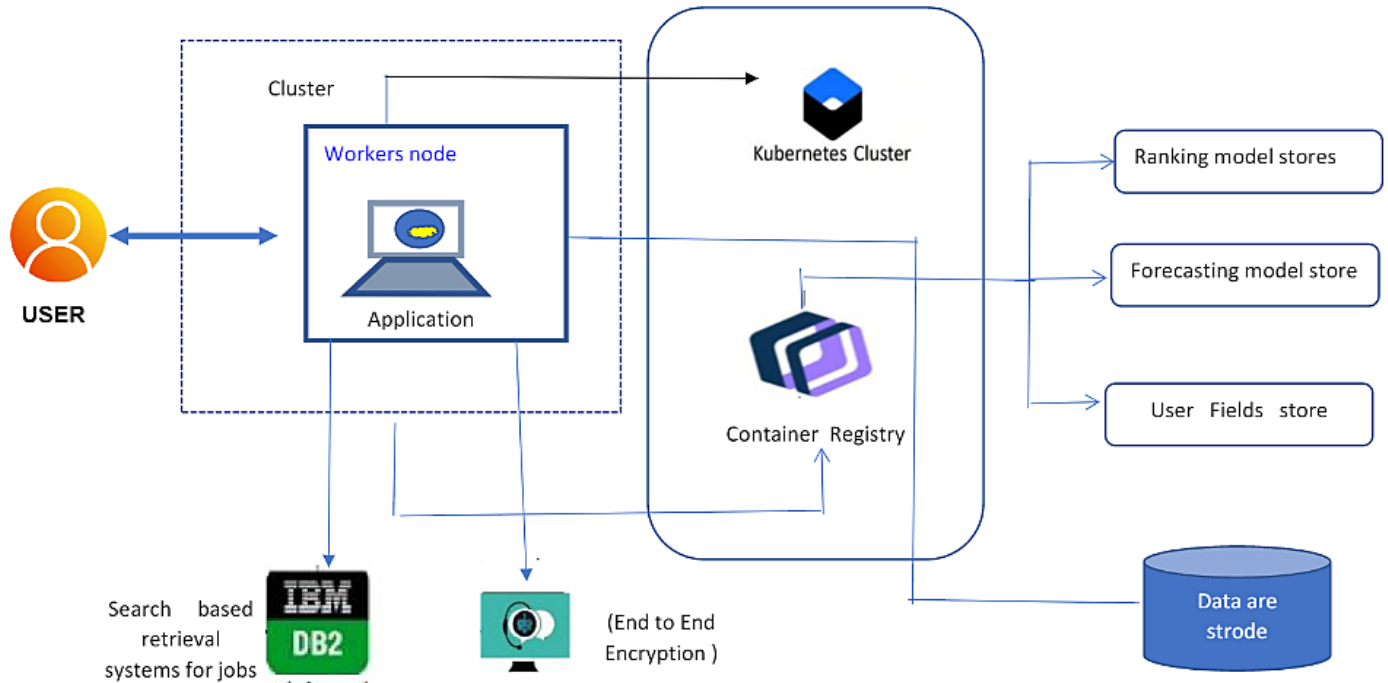 Cluster
Workers node
Application
USER
Kubernetes Cluster
Container Registry
Ranking model stores
Forecasting model store
User Fields store
Search based
retrieval
systems for jobs
IBM
DB2
(End to End
Encryption )
Data are
strode